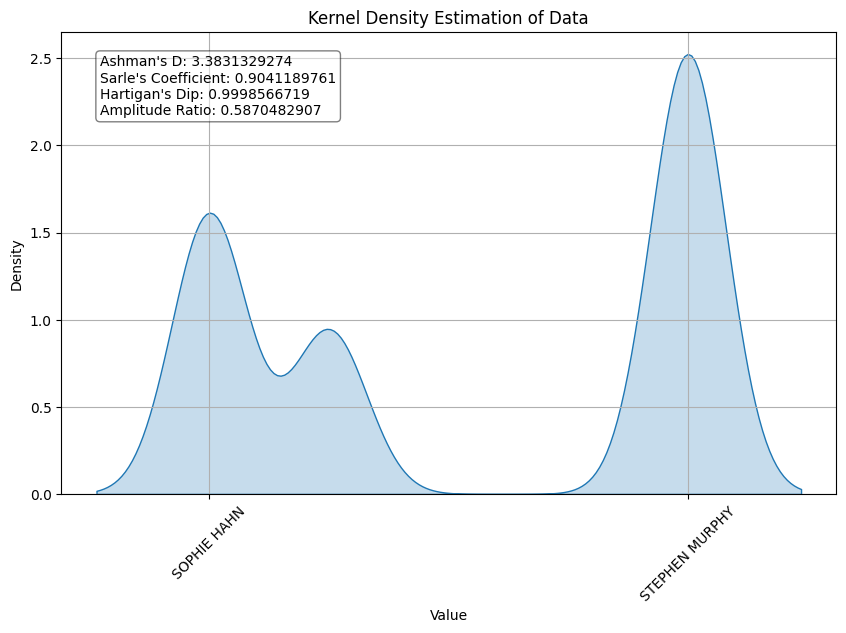 Kernel Density Estimation of Data
Ashman's D: 3.3831329274
Sarle's Coefficient: 0.9041189761
Hartigan's Dip: 0.9998566719
Amplitude Ratio: 0.5870482907
2.5
2.0
1.5
1.0
0.5
0.0
Density
SOPHIE HAHN
STEPHEN MURPHY
Value